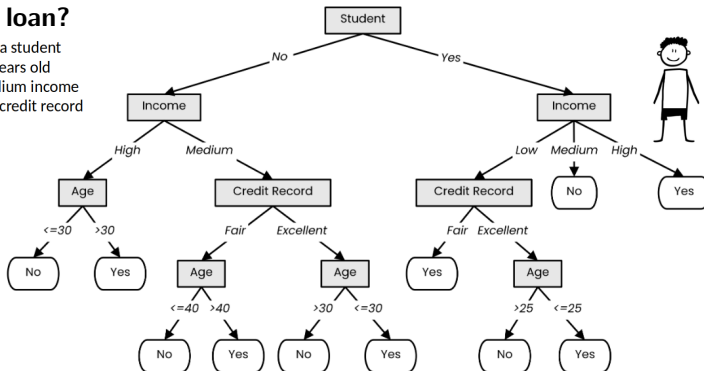 loan?
a student
ears old
ium income
credit record
Student
No Yes
Income Income
High Medium Low Medium High
Age Credit Record Credit Record No Yes
<=30 >30 Fair Excellent Fair Excellent
No Yes Age Age Yes Age
<=40 >40 >30 <=30 >25 <=25
No Yes No Yes No Yes